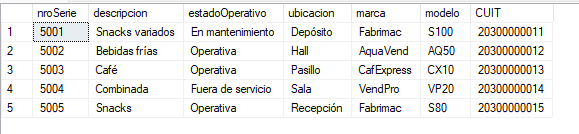 nroSerie descripcion estadoOperativo ubicacion marca modelo CUIT
1 5001 Snacks variados En mantenimiento Depósito Fabrimac S100 20300000011
2 5002 Bebidas frías Operativa Hall AquaVend AQ50 20300000012
3 5003 Café Operativa Pasillo CafExpress CX10 20300000013
4 5004 Combinada Fuera de servicio Sala VendPro VP20 20300000014
5 5005 Snacks Operativa Recepción Fabrimac S80 20300000015